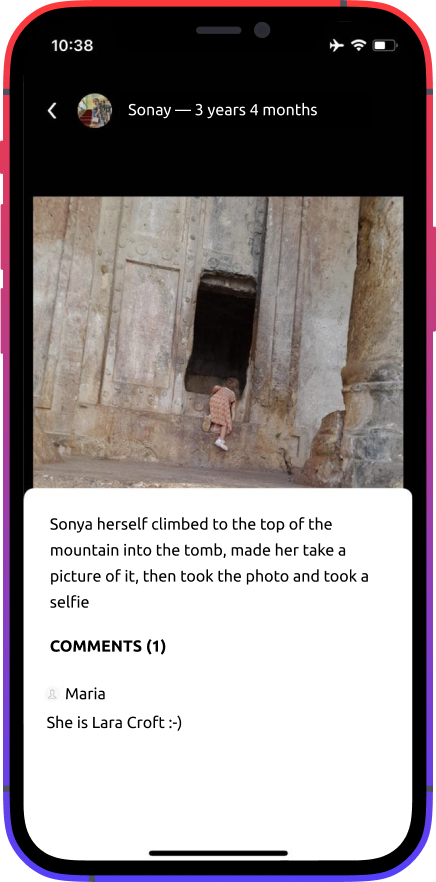 10:38
Sonay — 3 years 4 months
Sonya herself climbed to the top of the
mountain into the tomb, made her take a
picture of it, then took the photo and took a
selfie
COMMENTS (1)
Maria
She is Lara Croft :-)